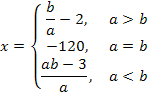 x = { b/a − 2, a > b
−120, a = b
(ab − 3)/a, a < b